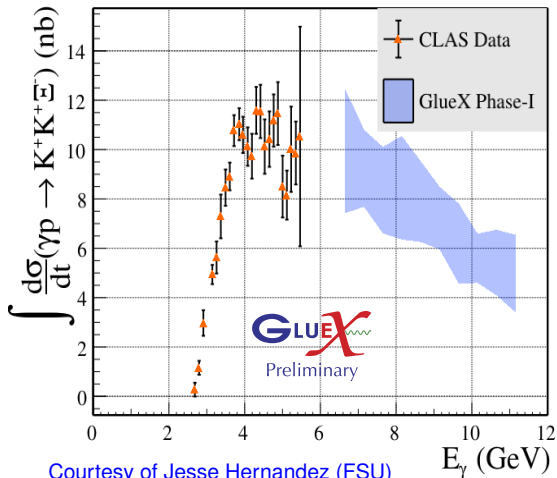 ∫ dσ/dt (γp → K⁺K⁺Ξ⁻) (nb)
14
12
10
8
6
4
2
0
CLAS Data
GlueX Phase-I
GLUEX
Preliminary
0 2 4 6 8 10 12
Eγ (GeV)
Courtesy of Jesse Hernandez (FSU)